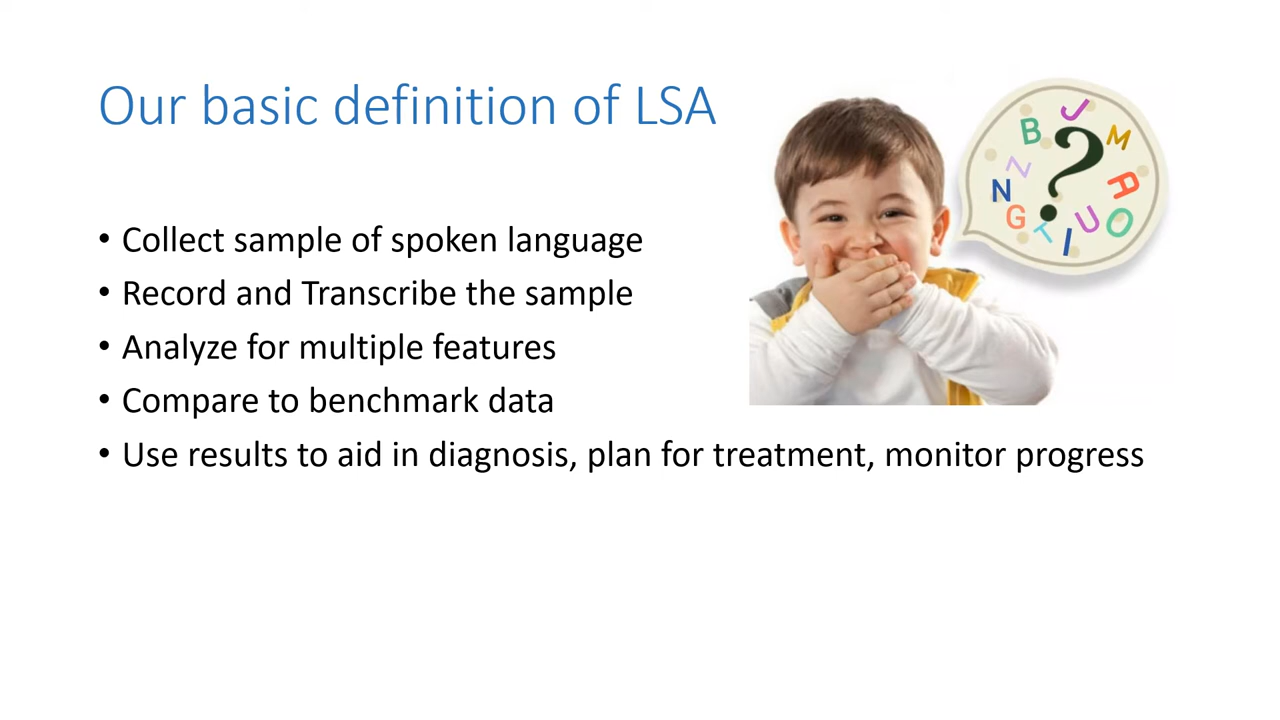 Our basic definition of LSA
• Collect sample of spoken language
• Record and Transcribe the sample
• Analyze for multiple features
• Compare to benchmark data
• Use results to aid in diagnosis, plan for treatment, monitor progress
J
B
?
M
Z
N
A
G
T
I
U
O